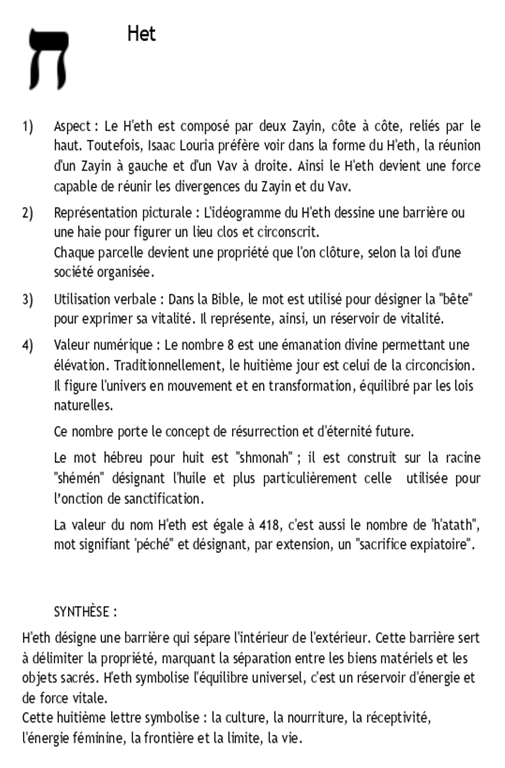 ח
Het
1) Aspect : Le H'eth est composé par deux Zayin, côte à côte, reliés par le
haut. Toutefois, Isaac Louria préfère voir dans la forme du H'eth, la réunion
d'un Zayin à gauche et d'un Vav à droite. Ainsi le H'eth devient une force
capable de réunir les divergences du Zayin et du Vav.
2) Représentation picturale : L'idéogramme du H'eth dessine une barrière ou
une haie pour figurer un lieu clos et circonscrit.
Chaque parcelle devient une propriété que l'on clôture, selon la loi d'une
société organisée.
3) Utilisation verbale : Dans la Bible, le mot est utilisé pour désigner la "bête"
pour exprimer sa vitalité. Il représente, ainsi, un réservoir de vitalité.
4) Valeur numérique : Le nombre 8 est une émanation divine permettant une
élévation. Traditionnellement, le huitième jour est celui de la circoncision.
Il figure l'univers en mouvement et en transformation, équilibré par les lois
naturelles.
Ce nombre porte le concept de résurrection et d'éternité future.
Le mot hébreu pour huit est "shmonah" ; il est construit sur la racine
"shémén" désignant l'huile et plus particulièrement celle utilisée pour
l'onction de sanctification.
La valeur du nom H'eth est égale à 418, c'est aussi le nombre de 'h'atath",
mot signifiant 'péché" et désignant, par extension, un "sacrifice expiatoire".
SYNTHÈSE :
H'eth désigne une barrière qui sépare l'intérieur de l'extérieur. Cette barrière sert
à délimiter la propriété, marquant la séparation entre les biens matériels et les
objets sacrés. H'eth symbolise l'équilibre universel, c'est un réservoir d'énergie et
de force vitale.
Cette huitième lettre symbolise : la culture, la nourriture, la réceptivité,
l'énergie féminine, la frontière et la limite, la vie.